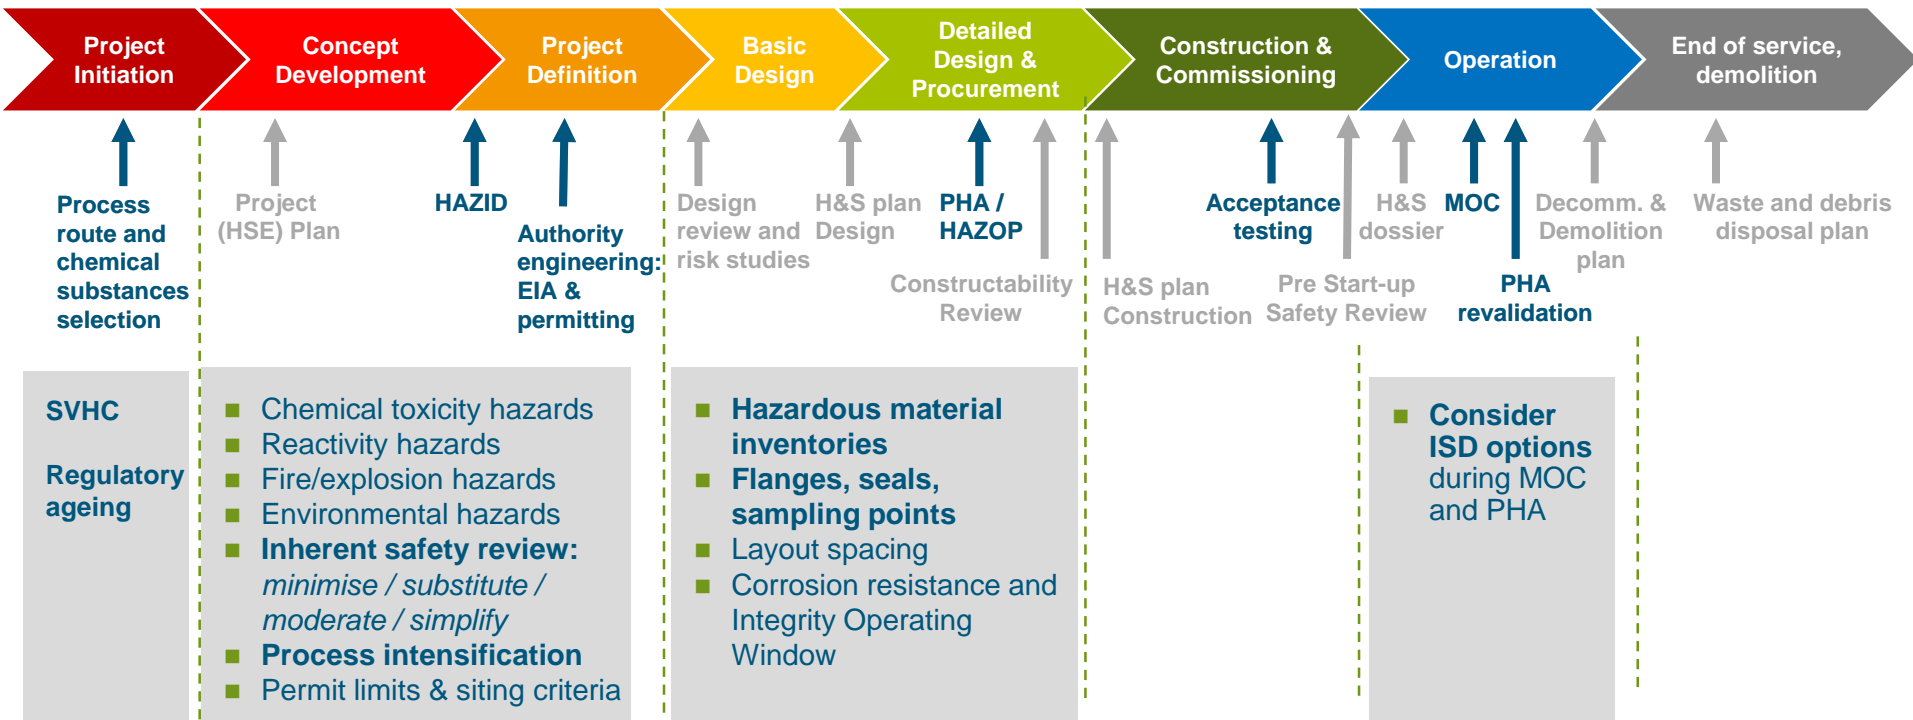 Project
Initiation
Concept
Development
Project
Definition
Basic
Design
Detailed
Design &
Procurement
Construction &
Commissioning
Operation
End of service,
demolition
Process
route and
chemical
substances
selection
Project
(HSE) Plan
HAZID
Authority
engineering:
EIA &
permitting
Design
review and
risk studies
H&S plan
Design
PHA /
HAZOP
Constructability
Review
H&S plan
Construction
Acceptance
testing
Pre Start-up
Safety Review
H&S
dossier
MOC
PHA
revalidation
Decomm. &
Demolition
plan
Waste and debris
disposal plan
SVHC
Regulatory
ageing
■ Chemical toxicity hazards
■ Reactivity hazards
■ Fire/explosion hazards
■ Environmental hazards
■ Inherent safety review:
minimise / substitute /
moderate / simplify
■ Process intensification
■ Permit limits & siting criteria
■ Hazardous material
inventories
■ Flanges, seals,
sampling points
■ Layout spacing
■ Corrosion resistance and
Integrity Operating
Window
■ Consider
ISD options
during MOC
and PHA